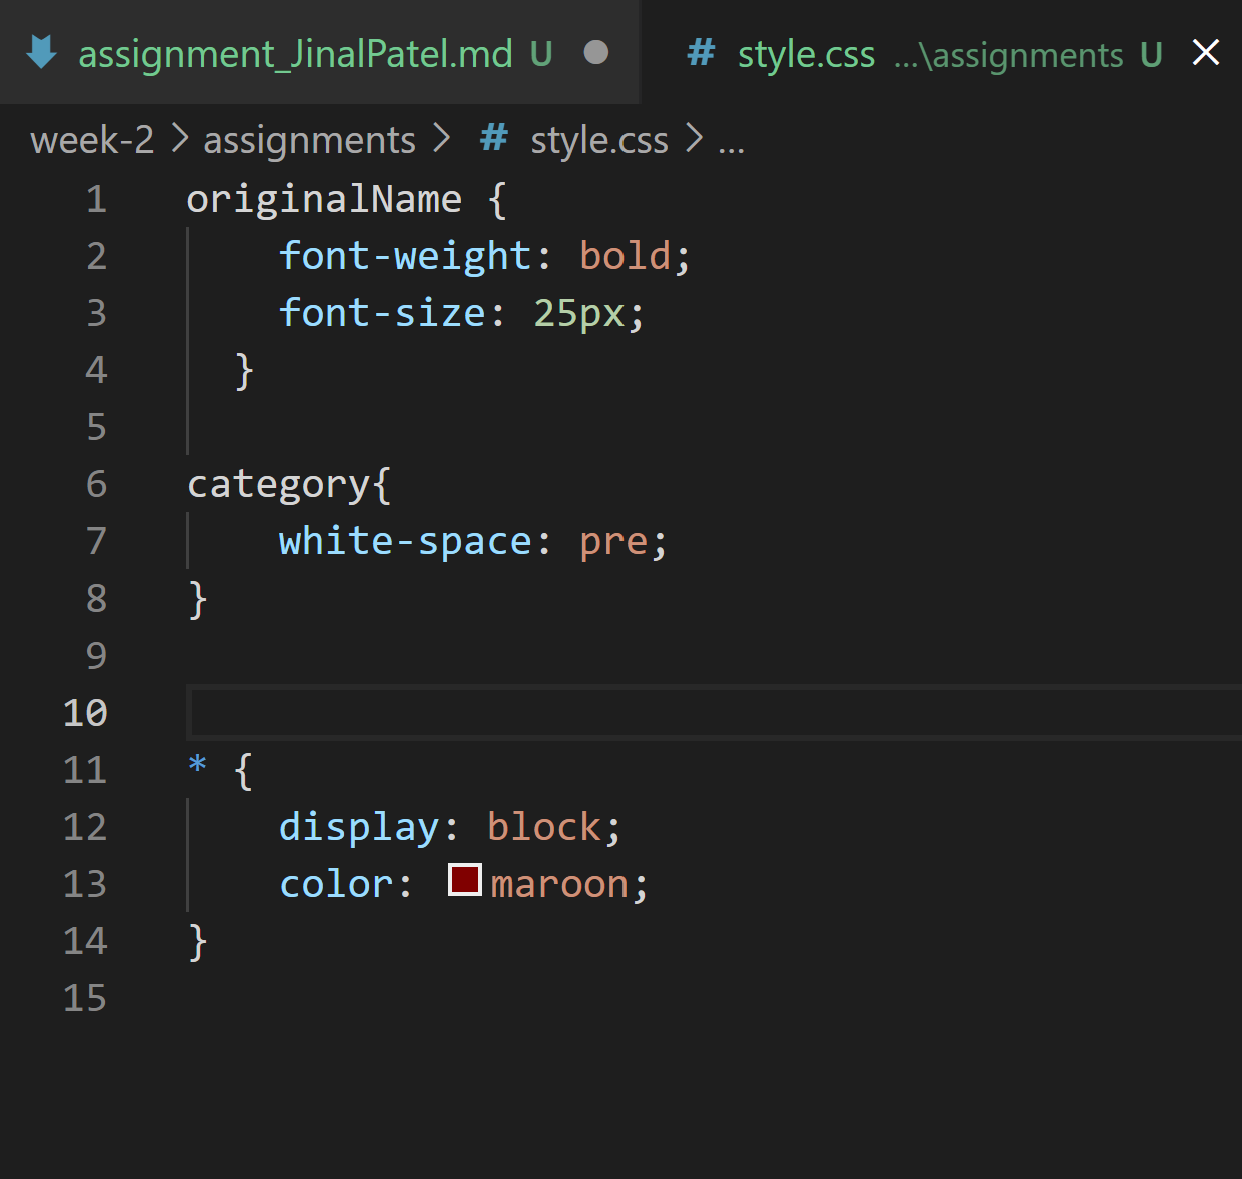 assignment_JinalPatel.md U ● # style.css ...\assignments U ×
week-2 > assignments > # style.css > ...
1 originalName {
2     font-weight: bold;
3     font-size: 25px;
4   }
5
6 category{
7     white-space: pre;
8 }
9
10
11 * {
12     display: block;
13     color: maroon;
14 }
15